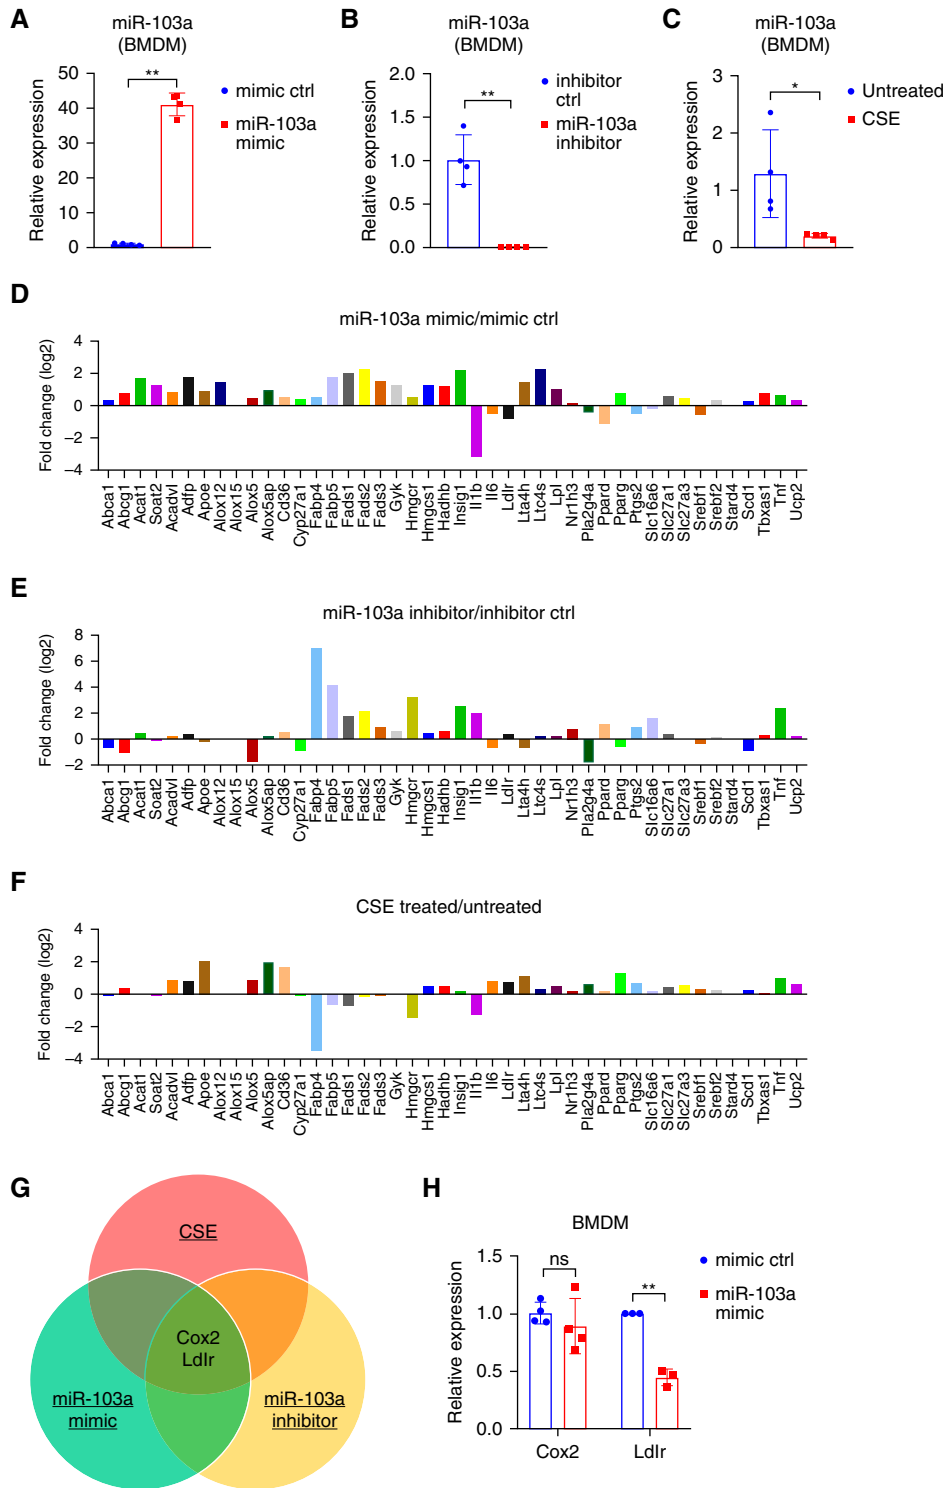 A
miR-103a
(BMDM)
Relative expression
50
40
30
20
10
0
**
mimic ctrl
miR-103a
mimic
B
miR-103a
(BMDM)
Relative expression
2.0
1.5
1.0
0.5
0.0
**
inhibitor
ctrl
miR-103a
inhibitor
C
miR-103a
(BMDM)
Relative expression
3
2
1
0
*
Untreated
CSE
D
miR-103a mimic/mimic ctrl
Fold change (log2)
4
2
0
−2
−4
Abca1
Abcg1
Acat1
Soat2
Acadvl
Adfp
Apoe
Alox12
Alox15
Alox5
Alox5ap
Cd36
Cyp27a1
Fabp4
Fabp5
Fads1
Fads2
Fads3
Gyk
Hmgcr
Hmgcs1
Hadhb
Insig1
Il1b
Il6
Ldlr
Lta4h
Ltc4s
Lpl
Nr1h3
Pla2g4a
Ppard
Pparg
Ptgs2
Slc16a6
Slc27a1
Slc27a3
Srebf1
Srebf2
Stard4
Scd1
Tbxas1
Tnf
Ucp2
E
miR-103a inhibitor/inhibitor ctrl
Fold change (log2)
8
6
4
2
0
−2
Abca1
Abcg1
Acat1
Soat2
Acadvl
Adfp
Apoe
Alox12
Alox15
Alox5
Alox5ap
Cd36
Cyp27a1
Fabp4
Fabp5
Fads1
Fads2
Fads3
Gyk
Hmgcr
Hmgcs1
Hadhb
Insig1
Il1b
Il6
Ldlr
Lta4h
Ltc4s
Lpl
Nr1h3
Pla2g4a
Ppard
Pparg
Ptgs2
Slc16a6
Slc27a1
Slc27a3
Srebf1
Srebf2
Stard4
Scd1
Tbxas1
Tnf
Ucp2
F
CSE treated/untreated
Fold change (log2)
4
2
0
−2
−4
Abca1
Abcg1
Acat1
Soat2
Acadvl
Adfp
Apoe
Alox12
Alox15
Alox5
Alox5ap
Cd36
Cyp27a1
Fabp4
Fabp5
Fads1
Fads2
Fads3
Gyk
Hmgcr
Hmgcs1
Hadhb
Insig1
Il1b
Il6
Ldlr
Lta4h
Ltc4s
Lpl
Nr1h3
Pla2g4a
Ppard
Pparg
Ptgs2
Slc16a6
Slc27a1
Slc27a3
Srebf1
Srebf2
Stard4
Scd1
Tbxas1
Tnf
Ucp2
G
CSE
Cox2
Ldlr
miR-103a
mimic
miR-103a
inhibitor
H
BMDM
Relative expression
1.5
1.0
0.5
0.0
ns
**
Cox2
Ldlr
mimic ctrl
miR-103a
mimic